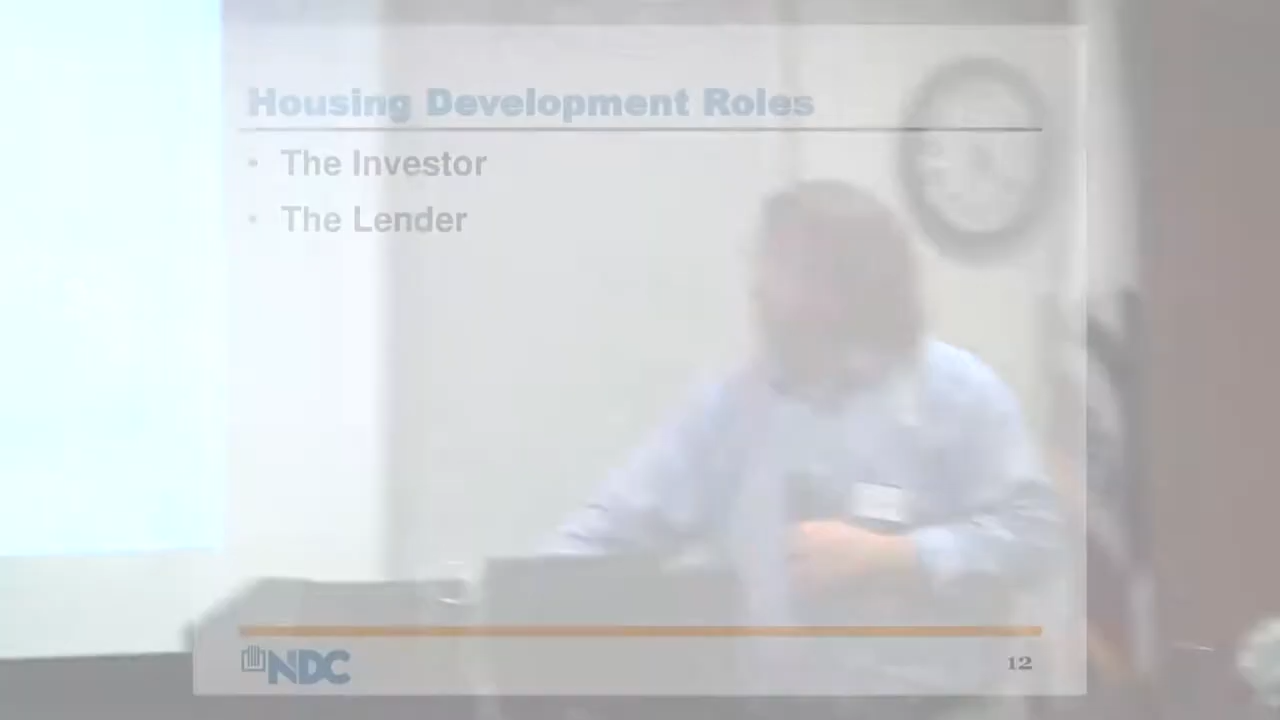 Housing Development Roles
• The Investor
• The Lender
NDC
12